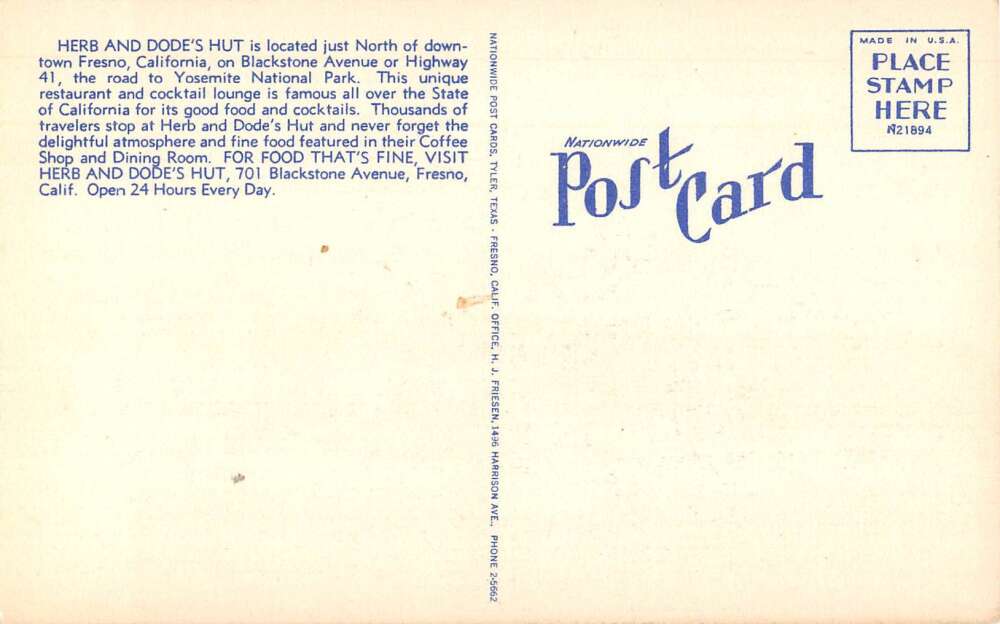 HERB AND DODE'S HUT is located just North of down-
town Fresno, California, on Blackstone Avenue or Highway
41, the road to Yosemite National Park. This unique
restaurant and cocktail lounge is famous all over the State
of California for its good food and cocktails. Thousands of
travelers stop at Herb and Dode's Hut and never forget the
delightful atmosphere and fine food featured in their Coffee
Shop and Dining Room. FOR FOOD THAT'S FINE, VISIT
HERB AND DODE'S HUT, 701 Blackstone Avenue, Fresno,
Calif. Open 24 Hours Every Day.
NATIONWIDE POST CARDS, TYLER, TEXAS - FRESNO, CALIF. OFFICE, H. J. FRIESEN, 1496 HARRISON AVE., PHONE 2-5662
NATIONWIDE
Post Card
MADE IN U.S.A.
PLACE
STAMP
HERE
N21894